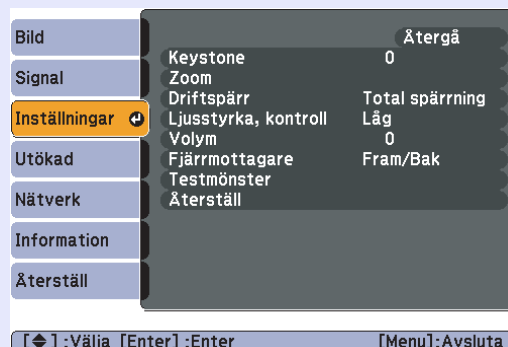 Bild
Signal
Inställningar
Utökad
Nätverk
Information
Återställ
Återgå
Keystone 0
Zoom
Driftspärr Total spärrning
Ljusstyrka, kontroll Låg
Volym 0
Fjärrmottagare Fram/Bak
Testmönster
Återställ
[ ] :Välja [Enter] :Enter [Menu]:Avsluta